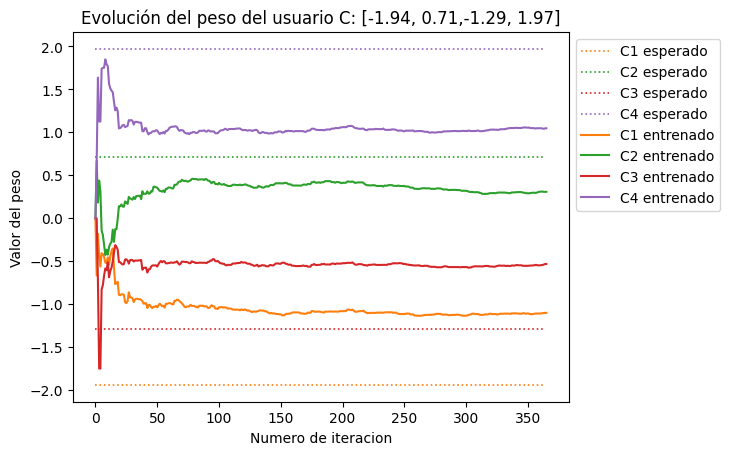 Evolución del peso del usuario C: [-1.94, 0.71,-1.29, 1.97]
2.0
1.5
1.0
0.5
0.0
−0.5
−1.0
−1.5
−2.0
Valor del peso
0 50 100 150 200 250 300 350
Numero de iteracion
C1 esperado
C2 esperado
C3 esperado
C4 esperado
C1 entrenado
C2 entrenado
C3 entrenado
C4 entrenado